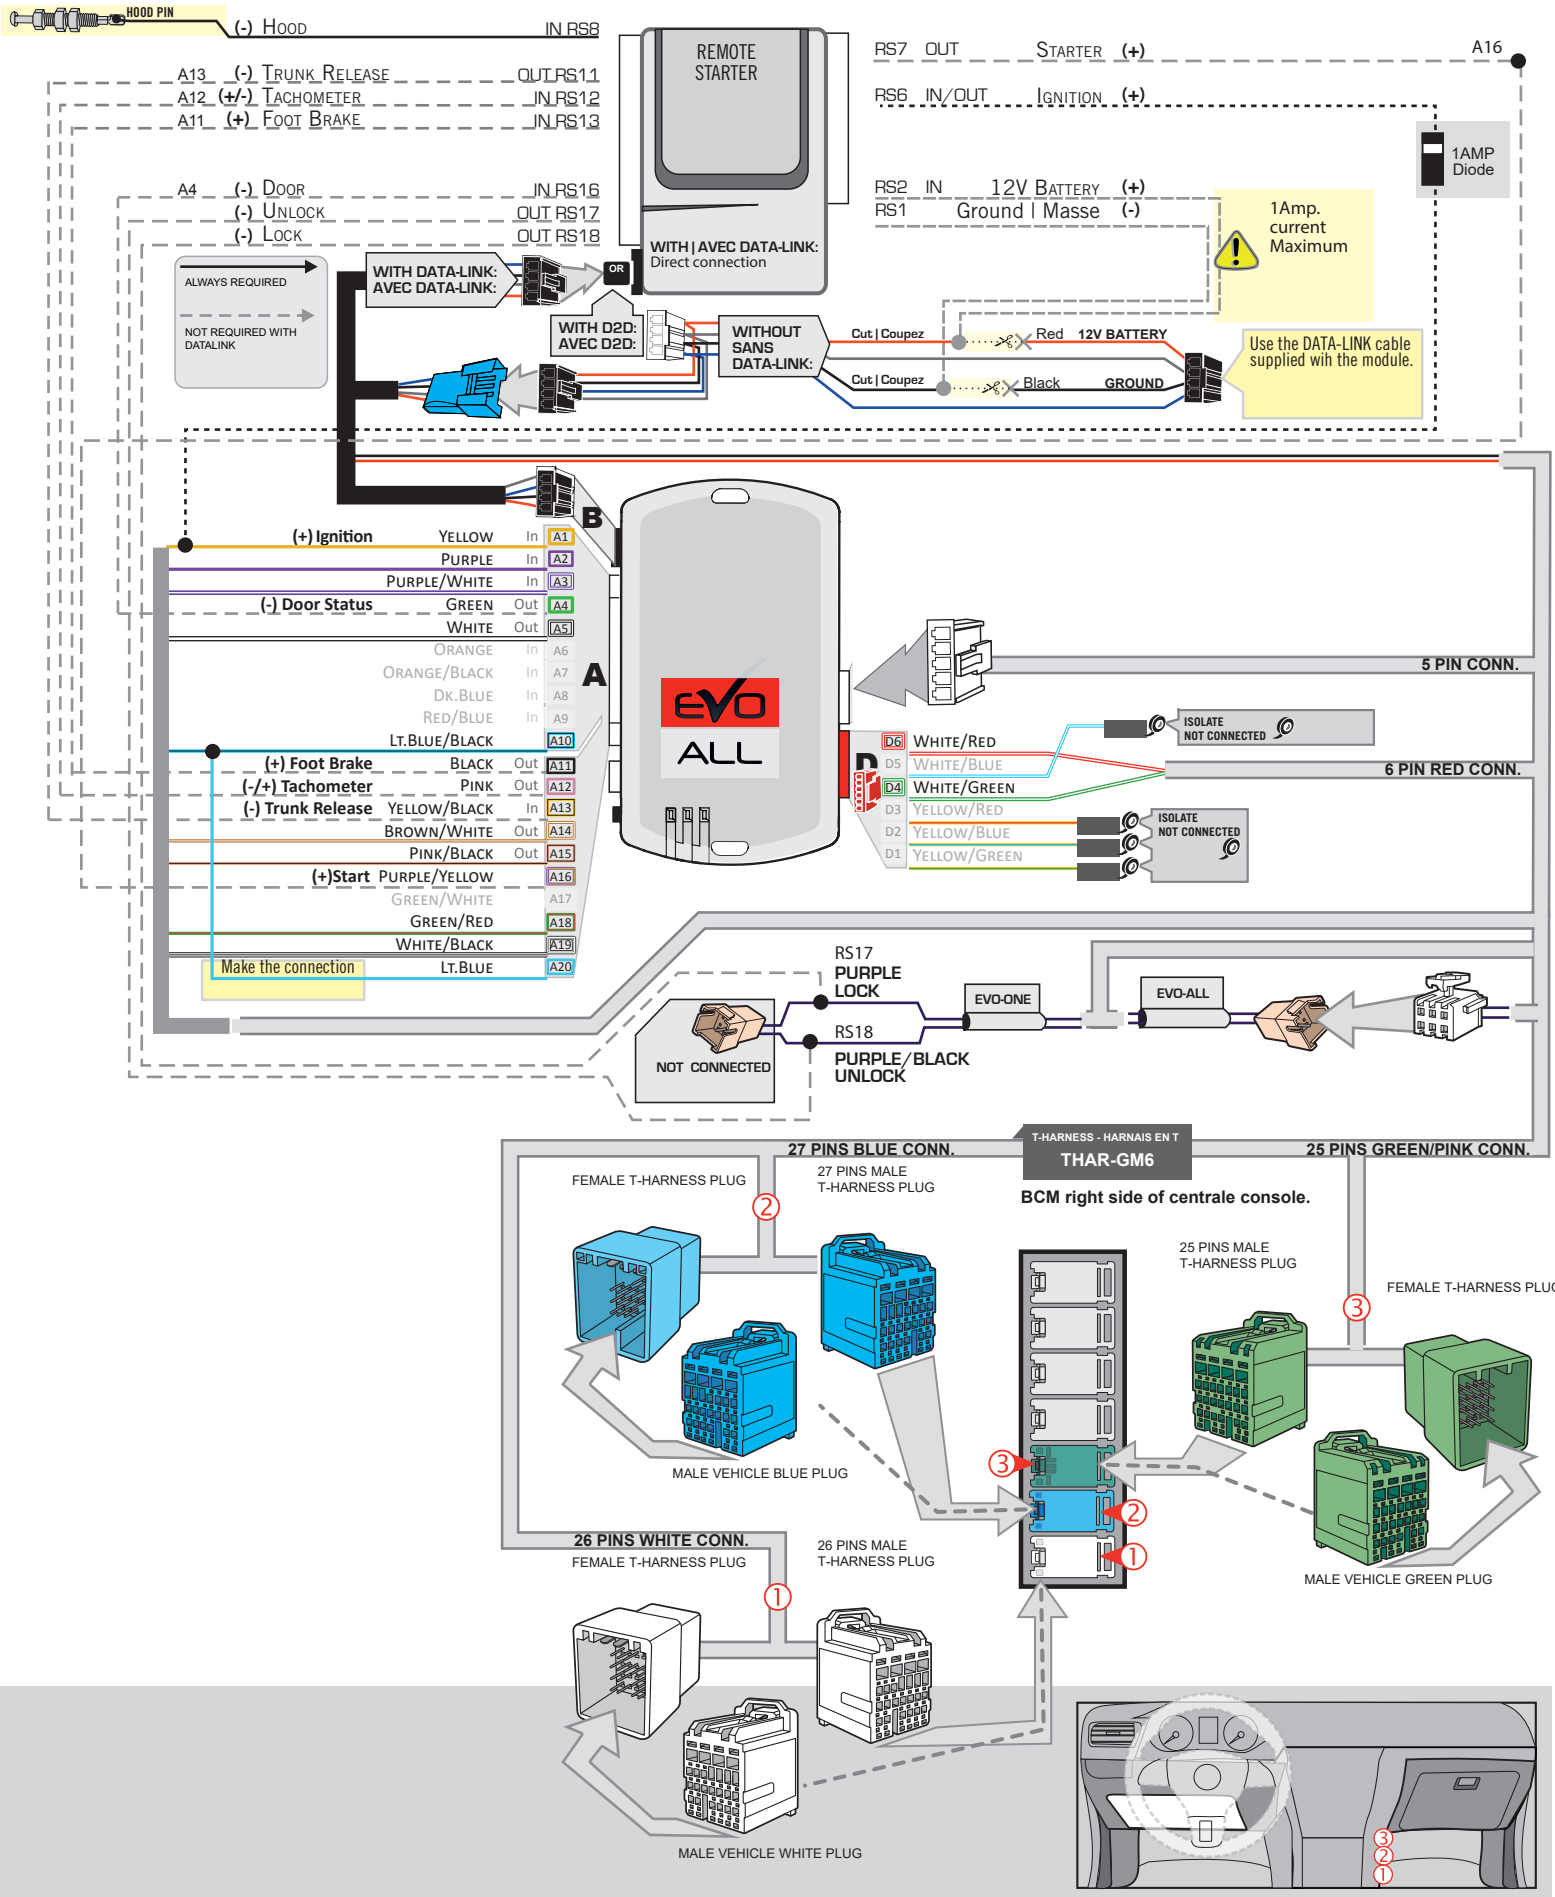 HOOD PIN
(-) HOOD IN RS8
A13 (-) TRUNK RELEASE OUT RS11
A12 (+/-) TACHOMETER IN RS12
A11 (+) FOOT BRAKE IN RS13
A4 (-) DOOR IN RS16
(-) UNLOCK OUT RS17
(-) LOCK OUT RS18
REMOTE
STARTER
WITH | AVEC DATA-LINK:
Direct connection
RS7 OUT STARTER (+) A16
RS6 IN/OUT IGNITION (+)
1AMP
Diode
RS2 IN 12V BATTERY (+)
RS1 Ground | Masse (-)
1Amp.
current
Maximum
ALWAYS REQUIRED
NOT REQUIRED WITH
DATALINK
WITH DATA-LINK:
AVEC DATA-LINK:
OR
WITH D2D:
AVEC D2D:
WITHOUT
SANS
DATA-LINK:
Cut | Coupez Red 12V BATTERY
Cut | Coupez Black GROUND
Use the DATA-LINK cable
supplied wih the module.
B
(+) Ignition YELLOW In A1
PURPLE In A2
PURPLE/WHITE In A3
(-) Door Status GREEN Out A4
WHITE Out A5
ORANGE In A6
ORANGE/BLACK In A7
DK.BLUE In A8
RED/BLUE In A9
LT.BLUE/BLACK A10
(+) Foot Brake BLACK Out A11
(-/+) Tachometer PINK Out A12
(-) Trunk Release YELLOW/BLACK In A13
BROWN/WHITE Out A14
PINK/BLACK Out A15
(+)Start PURPLE/YELLOW A16
GREEN/WHITE A17
GREEN/RED A18
WHITE/BLACK A19
Make the connection LT.BLUE A20
A
EVO
ALL
5 PIN CONN.
D
D6 WHITE/RED
D5 WHITE/BLUE
D4 WHITE/GREEN
D3 YELLOW/RED
D2 YELLOW/BLUE
D1 YELLOW/GREEN
ISOLATE
NOT CONNECTED
6 PIN RED CONN.
ISOLATE
NOT CONNECTED
RS17
PURPLE
LOCK
RS18
PURPLE/BLACK
UNLOCK
NOT CONNECTED
EVO-ONE
EVO-ALL
T-HARNESS - HARNAIS EN T
THAR-GM6
27 PINS BLUE CONN.
25 PINS GREEN/PINK CONN.
BCM right side of centrale console.
FEMALE T-HARNESS PLUG
27 PINS MALE
T-HARNESS PLUG
2
MALE VEHICLE BLUE PLUG
25 PINS MALE
T-HARNESS PLUG
FEMALE T-HARNESS PLUG
3
MALE VEHICLE GREEN PLUG
3
2
1
26 PINS WHITE CONN.
FEMALE T-HARNESS PLUG
26 PINS MALE
T-HARNESS PLUG
1
MALE VEHICLE WHITE PLUG
3
2
1